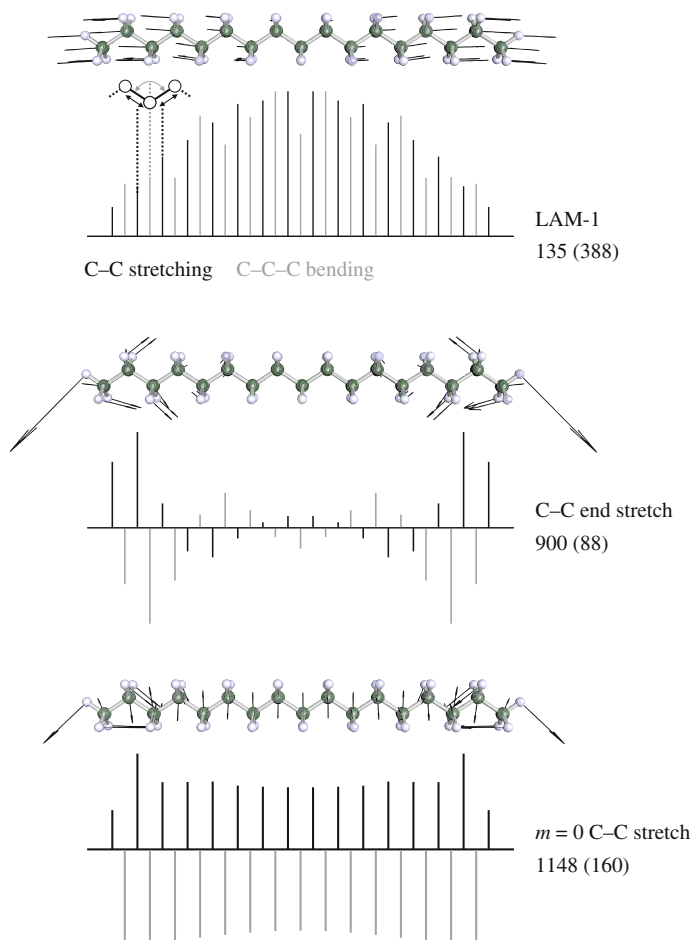 LAM-1
135 (388)
C–C stretching C–C–C bending
C–C end stretch
900 (88)
m = 0 C–C stretch
1148 (160)